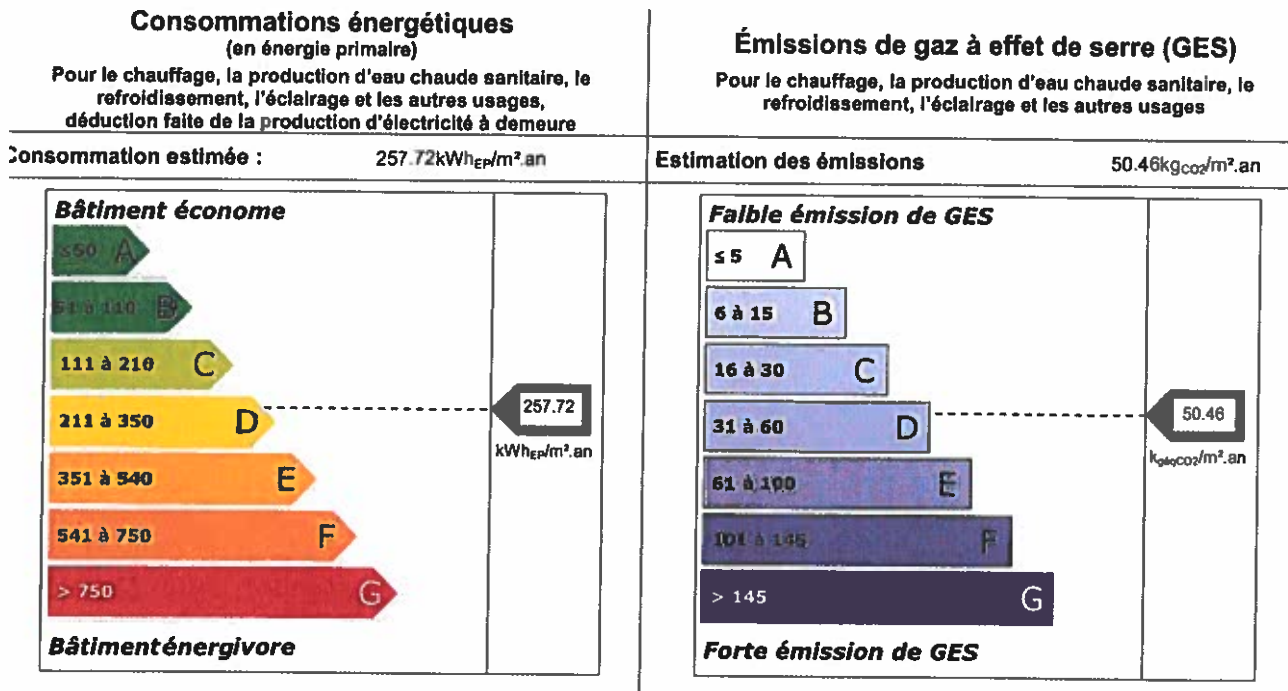 Consommations énergétiques
(en énergie primaire)
Pour le chauffage, la production d'eau chaude sanitaire, le
refroidissement, l'éclairage et les autres usages,
déduction faite de la production d'électricité à demeure
Consommation estimée : 257.72kWhEP/m².an
Bâtiment économe
≤50 A
51 à 110 B
111 à 210 C
211 à 350 D
351 à 540 E
541 à 750 F
> 750 G
Bâtiment énergivore
257.72
kWhEP/m².an
Émissions de gaz à effet de serre (GES)
Pour le chauffage, la production d'eau chaude sanitaire, le
refroidissement, l'éclairage et les autres usages
Estimation des émissions 50.46kgCO2/m².an
Faible émission de GES
≤ 5 A
6 à 15 B
16 à 30 C
31 à 60 D
61 à 100 E
101 à 145 F
> 145 G
Forte émission de GES
50.46
kgéqCO2/m².an